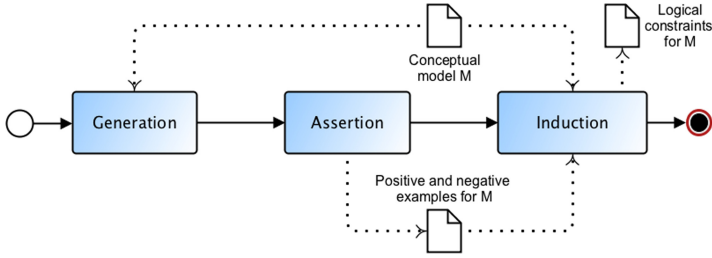 Logical
constraints
for M
Conceptual
model M
Generation
Assertion
Induction
Positive and negative
examples for M